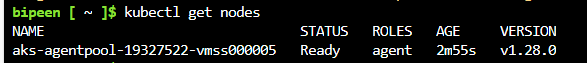 bipeen [ ~ ]$ kubectl get nodes
NAME STATUS ROLES AGE VERSION
aks-agentpool-19327522-vmss000005 Ready agent 2m55s v1.28.0